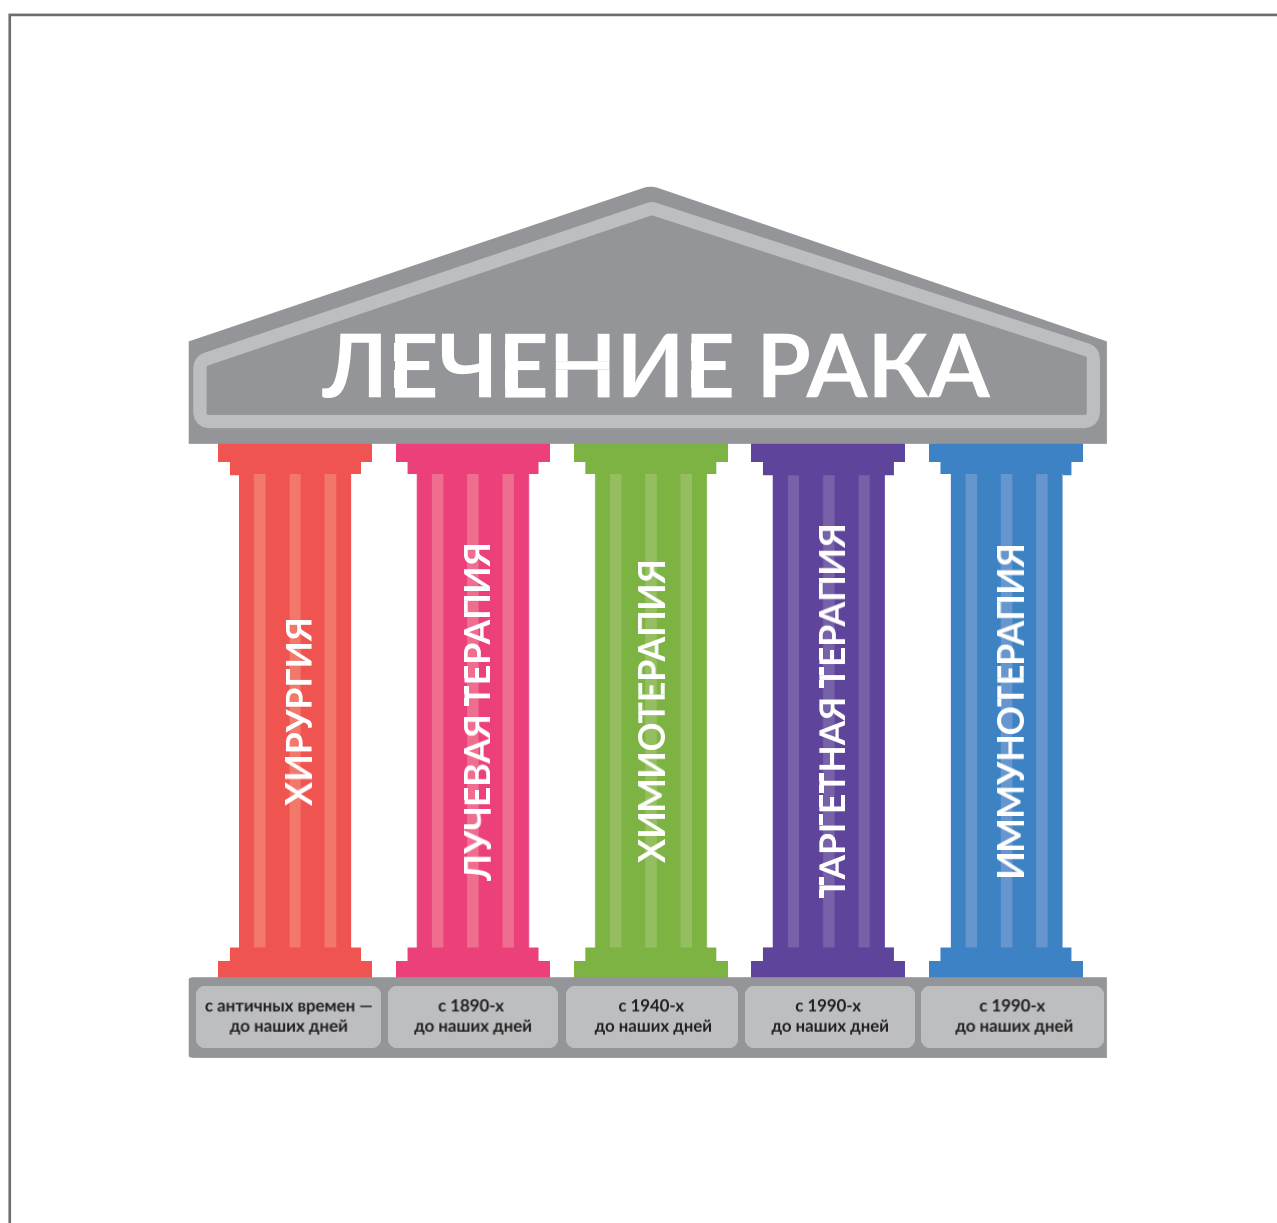 ЛЕЧЕНИЕ РАКА
ХИРУРГИЯ
ЛУЧЕВАЯ ТЕРАПИЯ
ХИМИОТЕРАПИЯ
ТАРГЕТНАЯ ТЕРАПИЯ
ИММУНОТЕРАПИЯ
с античных времен —
до наших дней
с 1890-х
до наших дней
с 1940-х
до наших дней
с 1990-х
до наших дней
с 1990-х
до наших дней